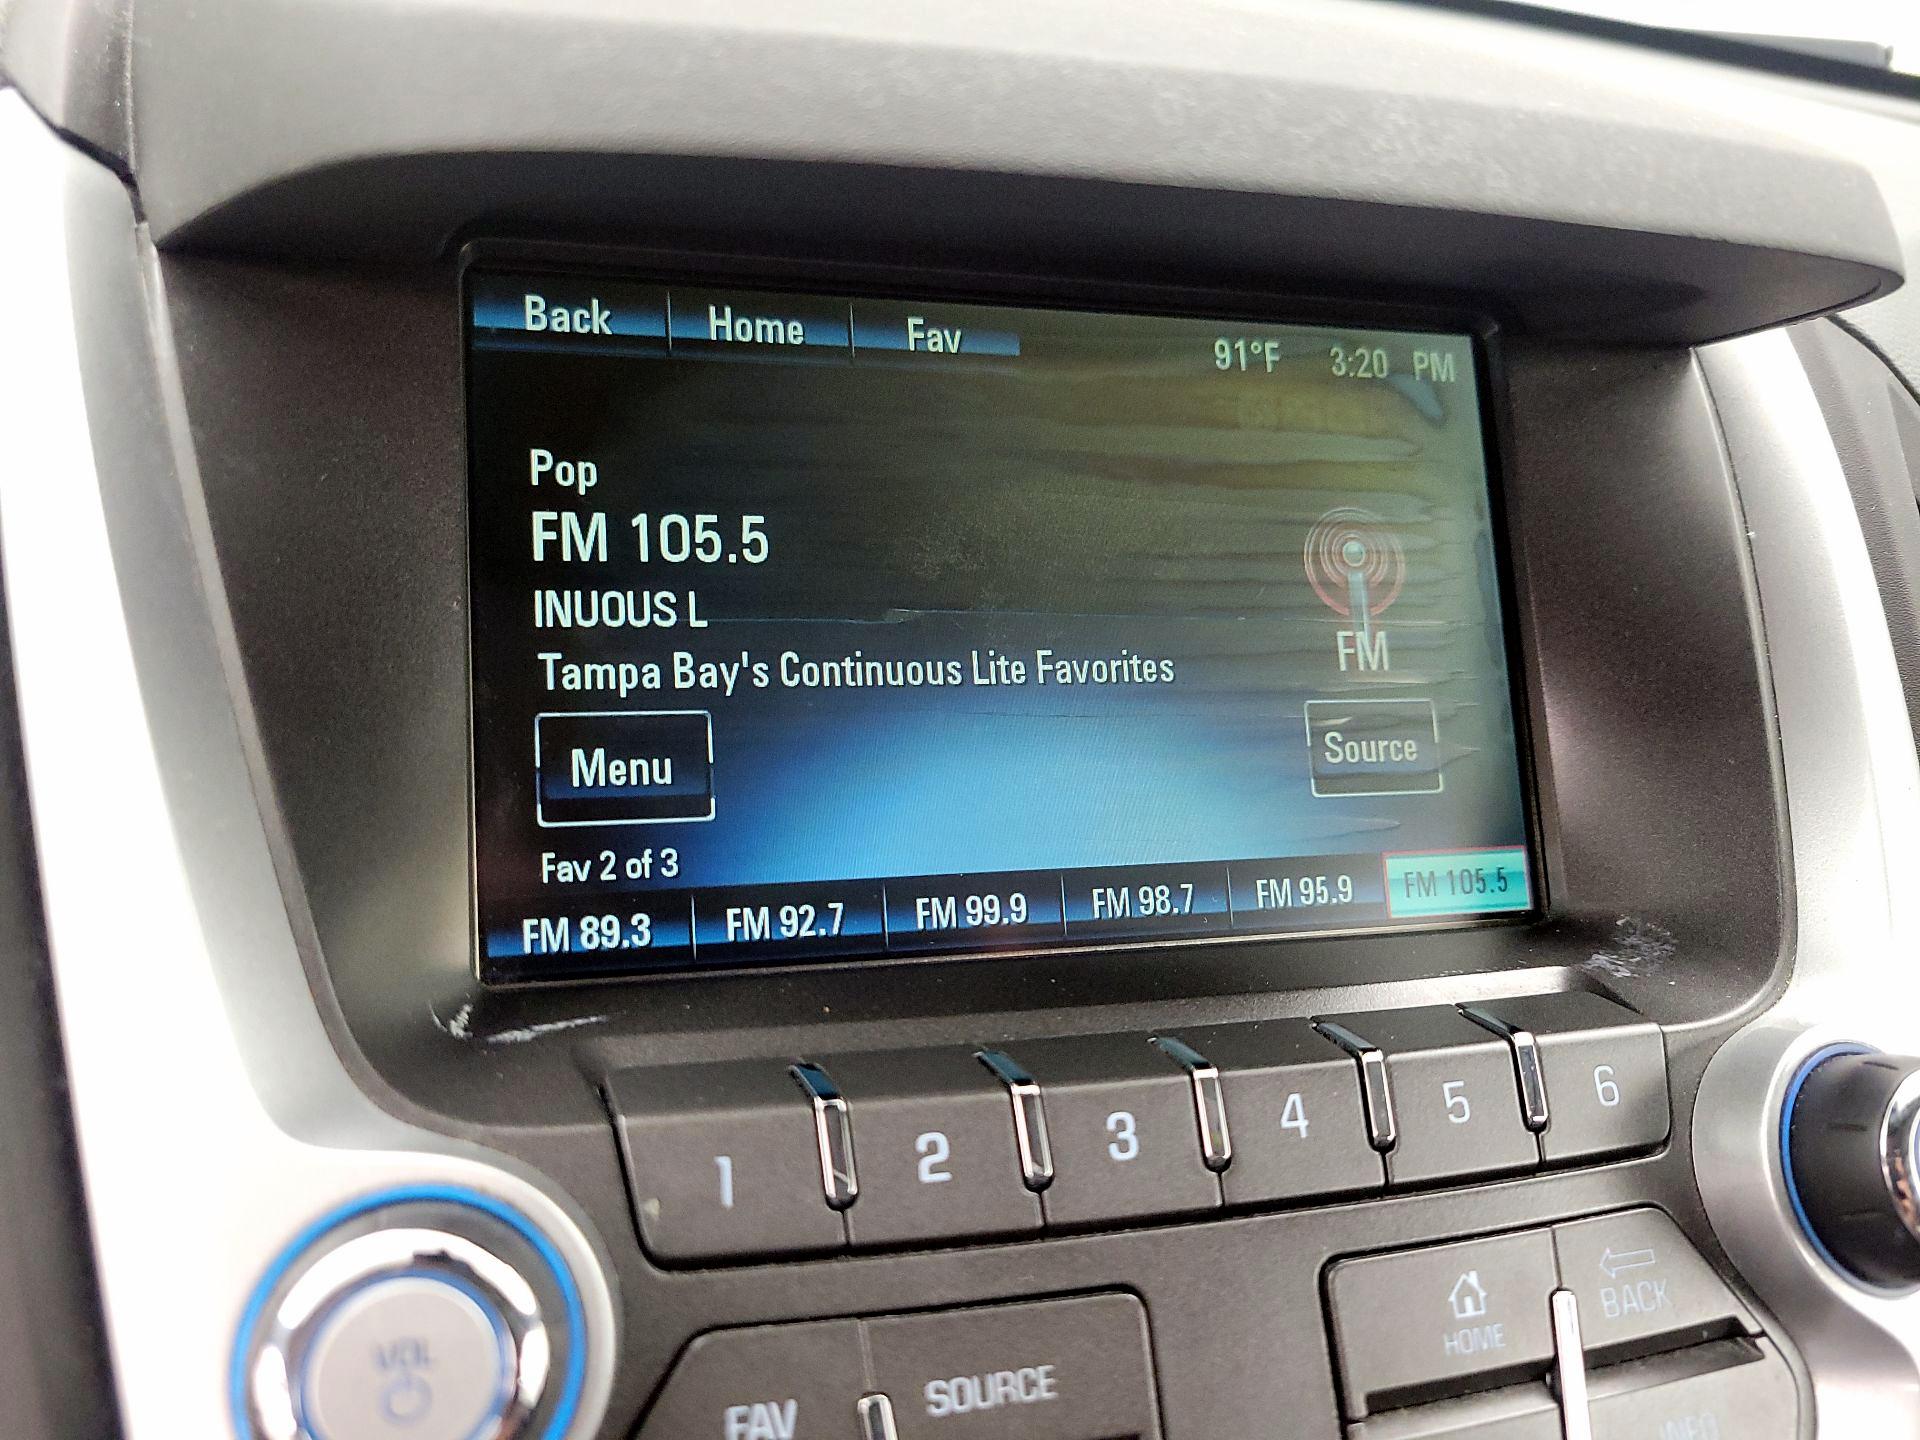 Back Home Fav 91°F 3:20 PM
Pop
FM 105.5
INUOUS L
Tampa Bay's Continuous Lite Favorites
FM
Menu Source
Fav 2 of 3
FM 89.3 FM 92.7 FM 99.9 FM 98.7 FM 95.9 FM 105.5
1 2 3 4 5 6
VOL
FAV SOURCE
HOME BACK
INFO